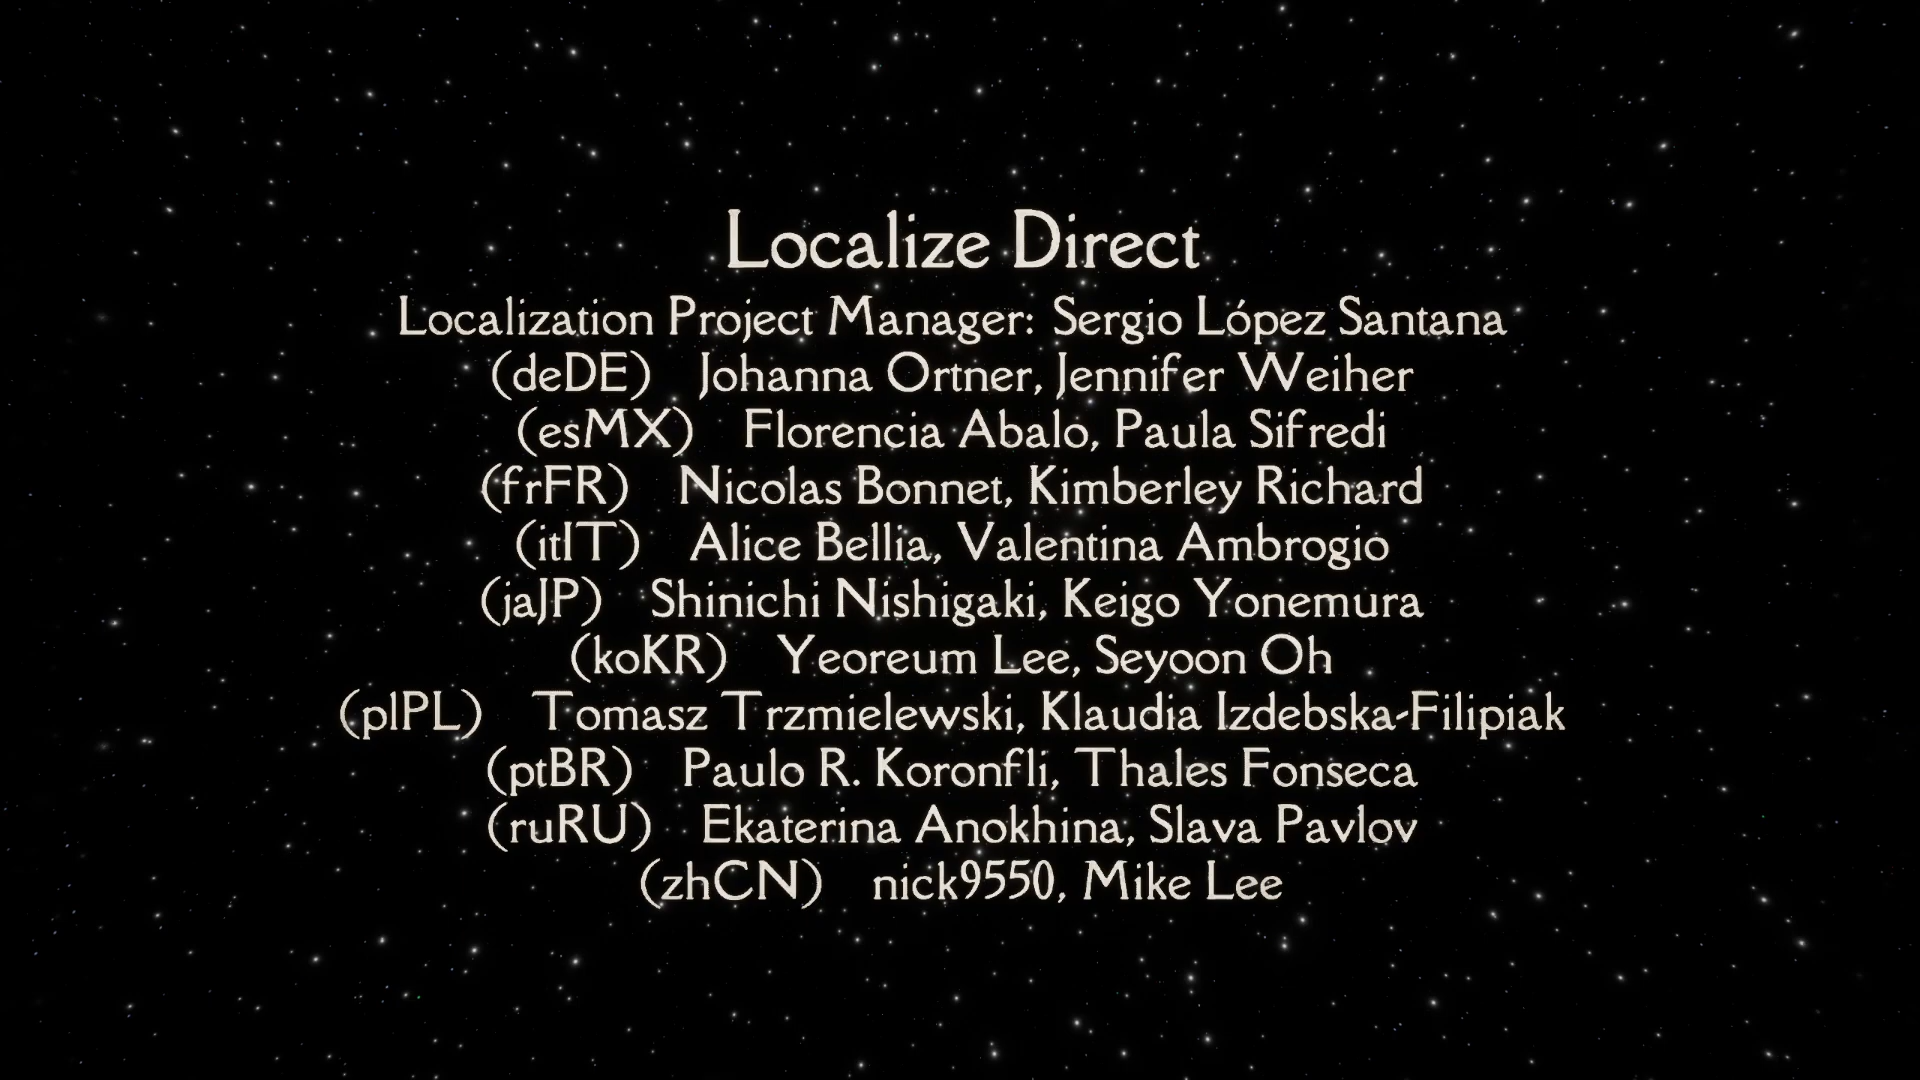 Localize Direct
Localization Project Manager: Sergio López Santana
(deDE) Johanna Ortner, Jennifer Weiher
(esMX) Florencia Abalo, Paula Sifredi
(frFR) Nicolas Bonnet, Kimberley Richard
(itIT) Alice Bellia, Valentina Ambrogio
(jaJP) Shinichi Nishigaki, Keigo Yonemura
(koKR) Yeoreum Lee, Seyoon Oh
(plPL) Tomasz Trzmielewski, Klaudia Izdebska-Filipiak
(ptBR) Paulo R. Koronfli, Thales Fonseca
(ruRU) Ekaterina Anokhina, Slava Pavlov
(zhCN) nick9550, Mike Lee